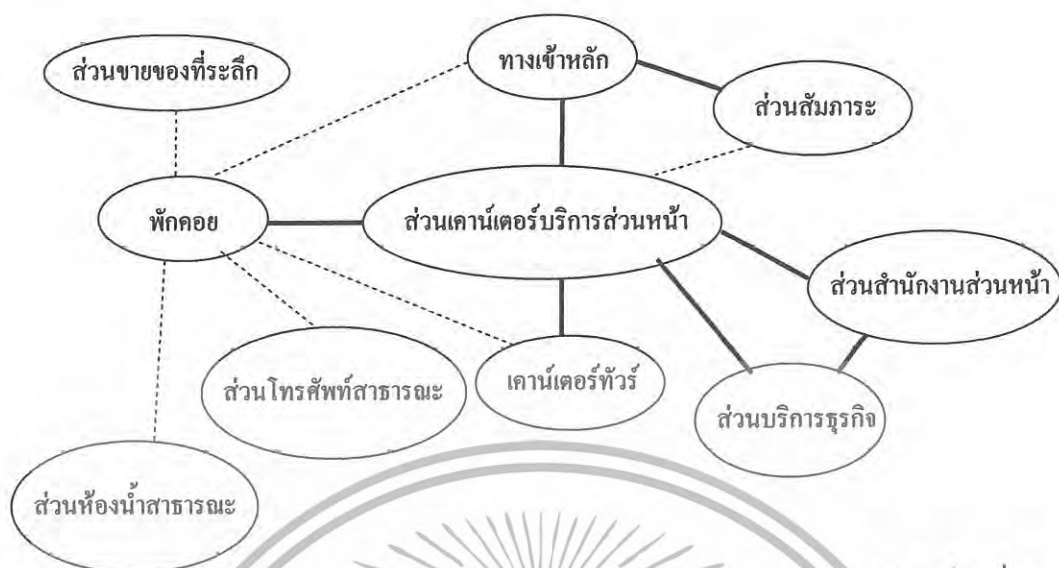 ส่วนขายของที่ระลึก
ทางเข้าหลัก
ส่วนสัมภาระ
พักคอย
ส่วนเคาน์เตอร์บริการส่วนหน้า
ส่วนสำนักงานส่วนหน้า
ส่วนโทรศัพท์สาธารณะ
เคาน์เตอร์ทัวร์
ส่วนบริการธุรกิจ
ส่วนห้องน้ำสาธารณะ